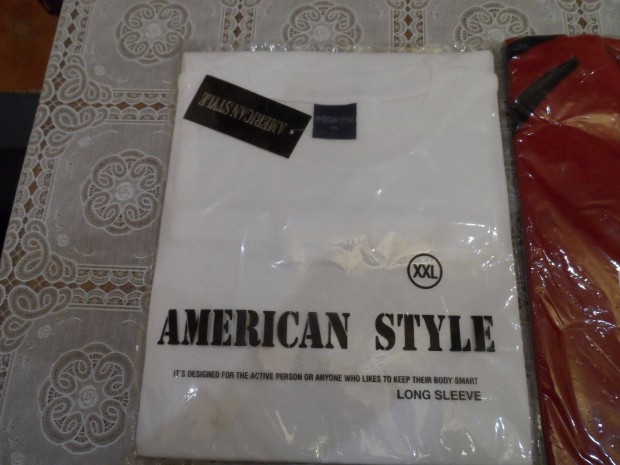 AMERICAN STYLE
XXL
AMERICAN STYLE
IT'S DESIGNED FOR THE ACTIVE PERSON OR ANYONE WHO LIKES TO KEEP THEIR BODY SMART
LONG SLEEVE